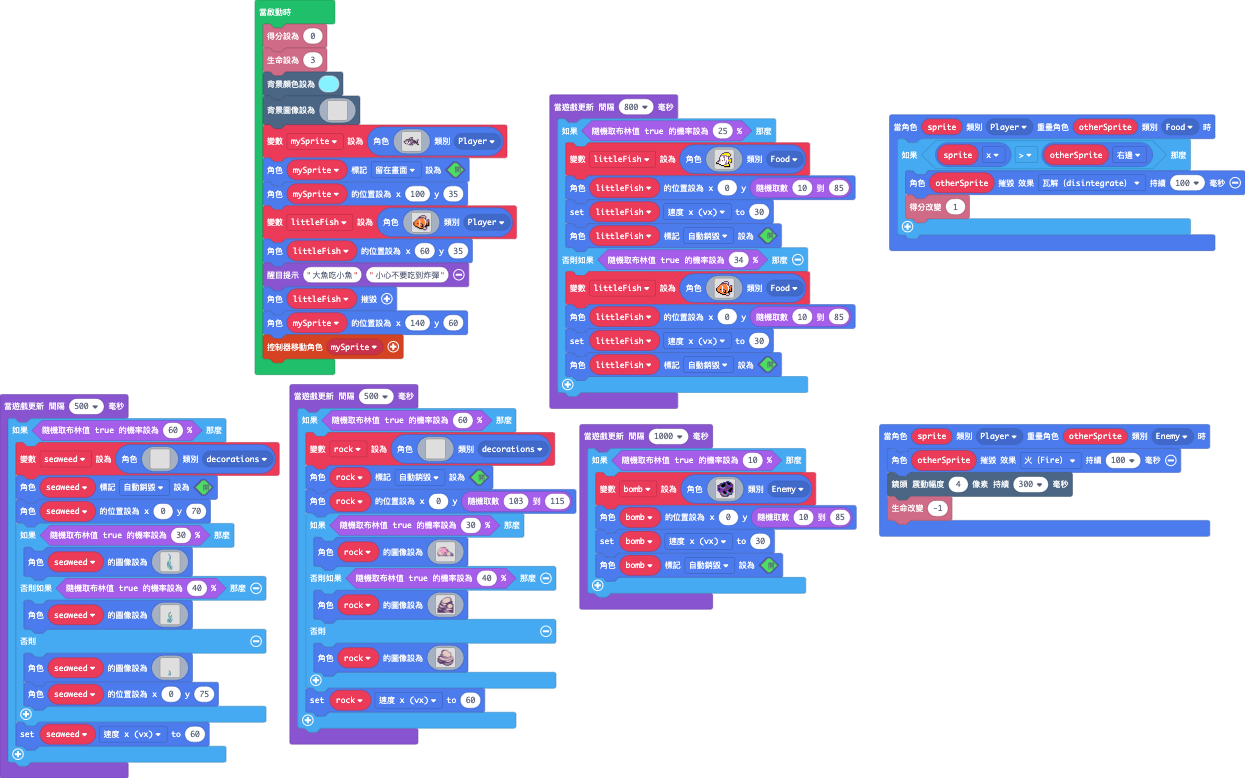 當啟動時
得分設為 0
生命設為 3
背景顏色設為
背景圖像設為
變數 mySprite 設為 角色 類別 Player
角色 mySprite 標記 留在畫面 設為
角色 mySprite 的位置設為 x 100 y 35
變數 littleFish 設為 角色 類別 Player
角色 littleFish 的位置設為 x 60 y 35
醒目提示 "大魚吃小魚" "小心不要吃到炸彈"
角色 littleFish 摧毀
角色 mySprite 的位置設為 x 140 y 60
控制器移動角色 mySprite
當遊戲更新 間隔 800 毫秒
如果 隨機取布林值 true 的機率設為 25 % 那麼
變數 littleFish 設為 角色 類別 Food
角色 littleFish 的位置設為 x 0 y 隨機取數 10 到 85
set littleFish 速度 x (vx) to 30
角色 littleFish 標記 自動銷毀 設為
否則如果 隨機取布林值 true 的機率設為 34 % 那麼
變數 littleFish 設為 角色 類別 Food
角色 littleFish 的位置設為 x 0 y 隨機取數 10 到 85
set littleFish 速度 x (vx) to 30
角色 littleFish 標記 自動銷毀 設為
當角色 sprite 類別 Player 重疊角色 otherSprite 類別 Food 時
如果 sprite x > otherSprite 右邊 那麼
角色 otherSprite 摧毀 效果 瓦解 (disintegrate) 持續 100 毫秒
得分改變 1
當遊戲更新 間隔 500 毫秒
如果 隨機取布林值 true 的機率設為 60 % 那麼
變數 seaweed 設為 角色 類別 decorations
角色 seaweed 標記 自動銷毀 設為
角色 seaweed 的位置設為 x 0 y 70
如果 隨機取布林值 true 的機率設為 30 % 那麼
角色 seaweed 的圖像設為
否則如果 隨機取布林值 true 的機率設為 40 % 那麼
角色 seaweed 的圖像設為
否則
角色 seaweed 的圖像設為
角色 seaweed 的位置設為 x 0 y 75
set seaweed 速度 x (vx) to 60
當遊戲更新 間隔 500 毫秒
如果 隨機取布林值 true 的機率設為 60 % 那麼
變數 rock 設為 角色 類別 decorations
角色 rock 標記 自動銷毀 設為
角色 rock 的位置設為 x 0 y 隨機取數 103 到 115
如果 隨機取布林值 true 的機率設為 30 % 那麼
角色 rock 的圖像設為
否則如果 隨機取布林值 true 的機率設為 40 % 那麼
角色 rock 的圖像設為
否則
角色 rock 的圖像設為
set rock 速度 x (vx) to 60
當遊戲更新 間隔 1000 毫秒
如果 隨機取布林值 true 的機率設為 10 % 那麼
變數 bomb 設為 角色 類別 Enemy
角色 bomb 的位置設為 x 0 y 隨機取數 10 到 85
set bomb 速度 x (vx) to 30
角色 bomb 標記 自動銷毀 設為
當角色 sprite 類別 Player 重疊角色 otherSprite 類別 Enemy 時
角色 otherSprite 摧毀 效果 火 (Fire) 持續 100 毫秒
鏡頭 震動幅度 4 像素 持續 300 毫秒
生命改變 -1